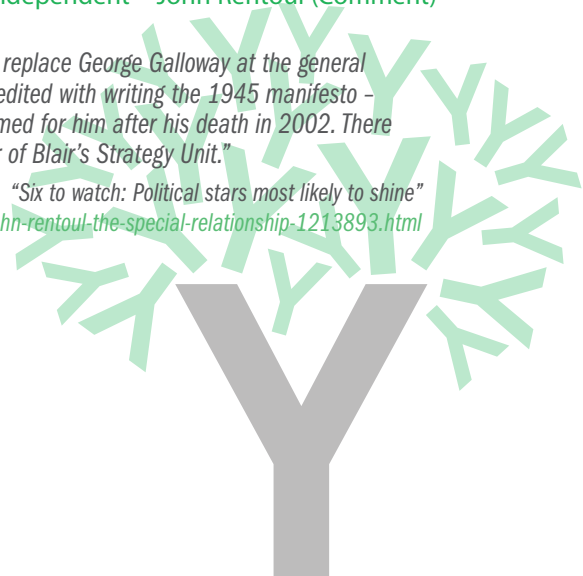 ndependent – John Rentoul (Comment)
replace George Galloway at the general
edited with writing the 1945 manifesto –
med for him after his death in 2002. There
r of Blair’s Strategy Unit.”
“Six to watch: Political stars most likely to shine”
hn-rentoul-the-special-relationship-1213893.html